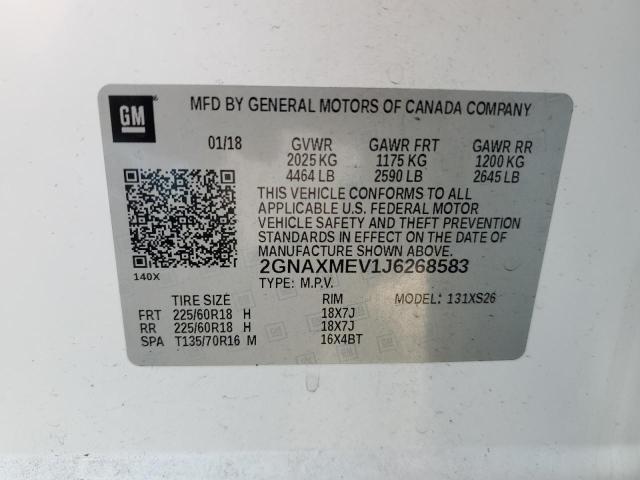 GM
MFD BY GENERAL MOTORS OF CANADA COMPANY
01/18 GVWR GAWR FRT GAWR RR
2025 KG 1175 KG 1200 KG
4464 LB 2590 LB 2645 LB
THIS VEHICLE CONFORMS TO ALL
APPLICABLE U.S. FEDERAL MOTOR
VEHICLE SAFETY AND THEFT PREVENTION
STANDARDS IN EFFECT ON THE DATE OF
MANUFACTURE SHOWN ABOVE.
140X
2GNAXMEV1J6268583
TYPE: M.P.V. MODEL: 131XS26
TIRE SIZE RIM
FRT 225/60R18 H 18X7J
RR 225/60R18 H 18X7J
SPA T135/70R16 M 16X4BT